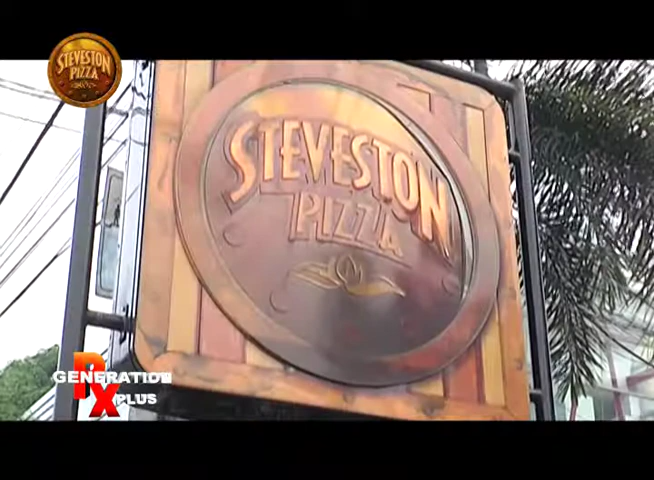 STEVESTON
PIZZA
STEVESTON
PIZZA
GENERATION
RX PLUS